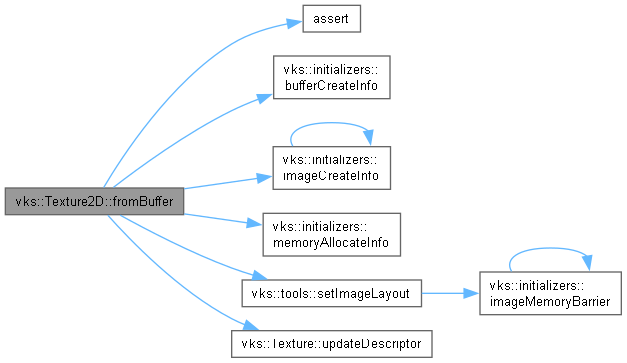 assert
vks::initializers::
bufferCreateInfo
vks::initializers::
imageCreateInfo
vks::Texture2D::fromBuffer
vks::initializers::
memoryAllocateInfo
vks::tools::setImageLayout
vks::initializers::
imageMemoryBarrier
vks::Texture::updateDescriptor